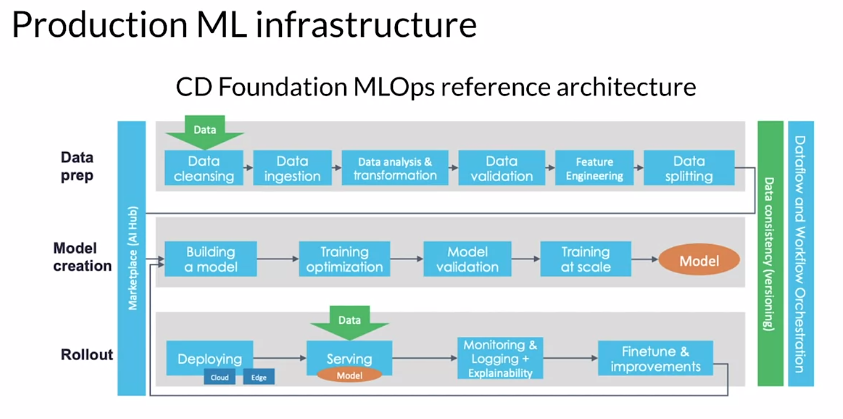 Production ML infrastructure
CD Foundation MLOps reference architecture
Data
Data
prep
Data
cleansing
Data
ingestion
Data analysis &
transformation
Data
validation
Feature
Engineering
Data
splitting
Model
creation
Building
a model
Training
optimization
Model
validation
Training
at scale
Model
Data
Rollout
Deploying
Cloud
Edge
Serving
Model
Monitoring &
Logging +
Explainability
Finetune &
improvements
Marketplace (AI Hub)
Data consistency (versioning)
Dataflow and Workflow Orchestration